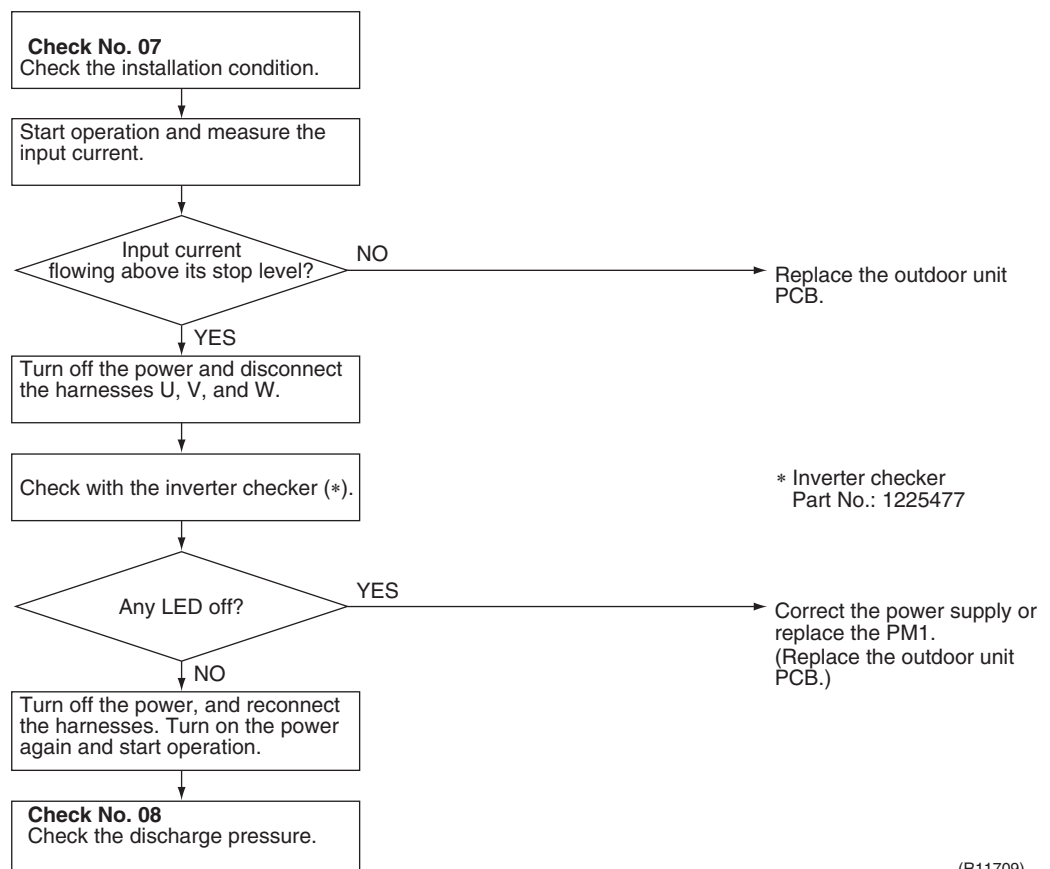 Check No. 07
Check the installation condition.
Start operation and measure the
input current.
Input current
flowing above its stop level?
NO
Replace the outdoor unit
PCB.
YES
Turn off the power and disconnect
the harnesses U, V, and W.
Check with the inverter checker (∗).
∗ Inverter checker
Part No.: 1225477
Any LED off?
YES
Correct the power supply or
replace the PM1.
(Replace the outdoor unit
PCB.)
NO
Turn off the power, and reconnect
the harnesses. Turn on the power
again and start operation.
Check No. 08
Check the discharge pressure.
(R11709)